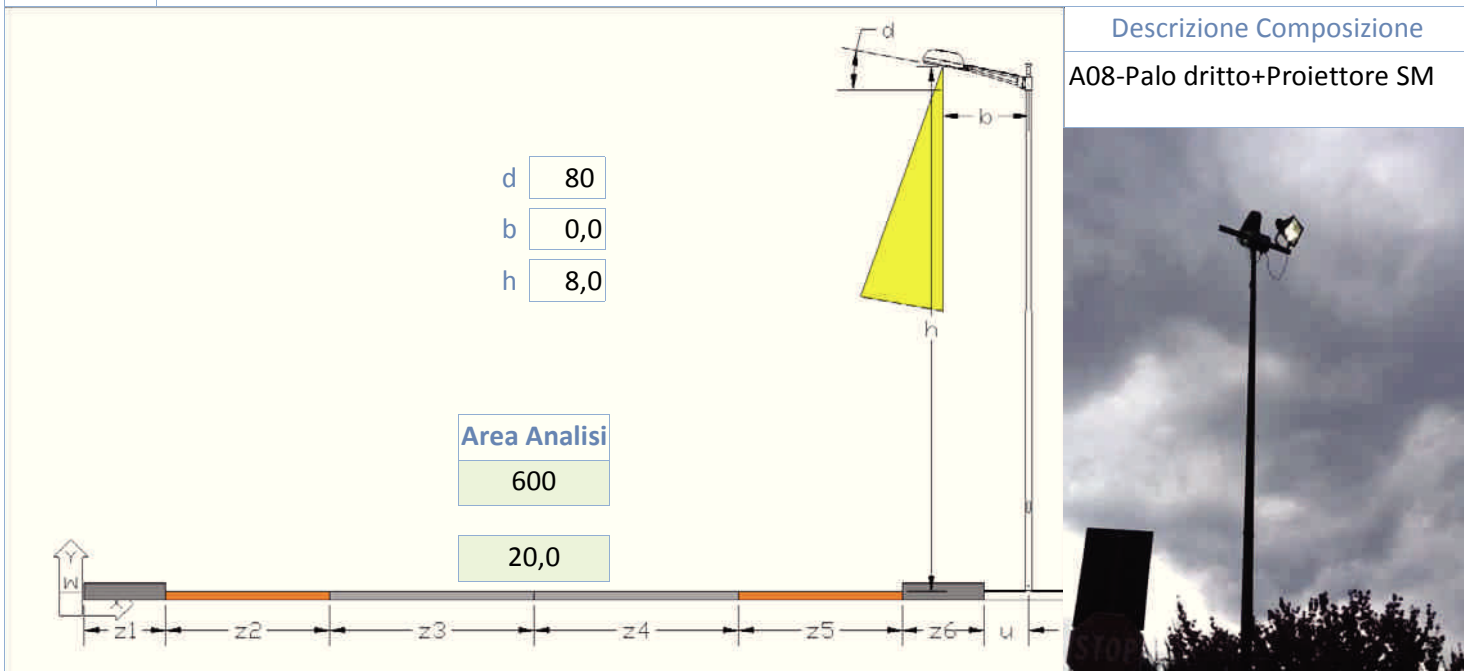 Descrizione Composizione
A08-Palo dritto+Proiettore SM
d
b
h
d 80
b 0,0
h 8,0
Area Analisi
600
20,0
Y
W
X
z1
z2
z3
z4
z5
z6
u
STOP